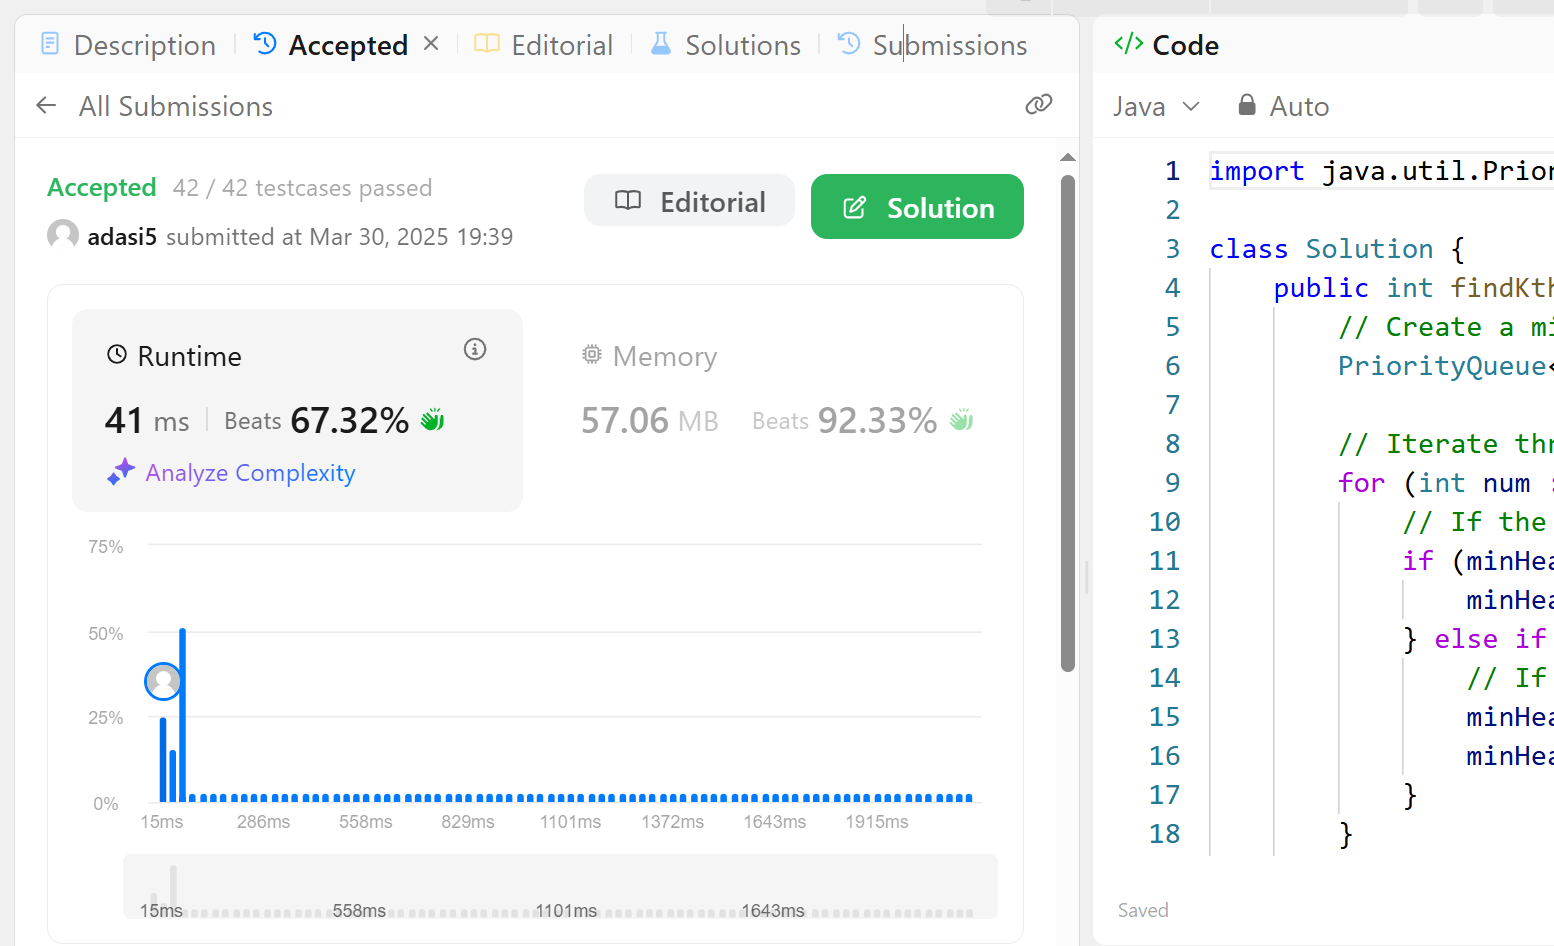 Description
Accepted
Editorial
Solutions
Submissions
All Submissions
Accepted 42 / 42 testcases passed
adasi5 submitted at Mar 30, 2025 19:39
Editorial
Solution
Runtime
41 ms Beats 67.32%
Analyze Complexity
Memory
57.06 MB Beats 92.33%
75%
50%
25%
0%
15ms 286ms 558ms 829ms 1101ms 1372ms 1643ms 1915ms
15ms 558ms 1101ms 1643ms
Code
Java Auto
1 import java.util.Prior
2
3 class Solution {
4 public int findKth
5 // Create a mi
6 PriorityQueue<
7
8 // Iterate thr
9 for (int num :
10 // If the
11 if (minHea
12 minHea
13 } else if
14 // If
15 minHea
16 minHea
17 }
18 }
Saved